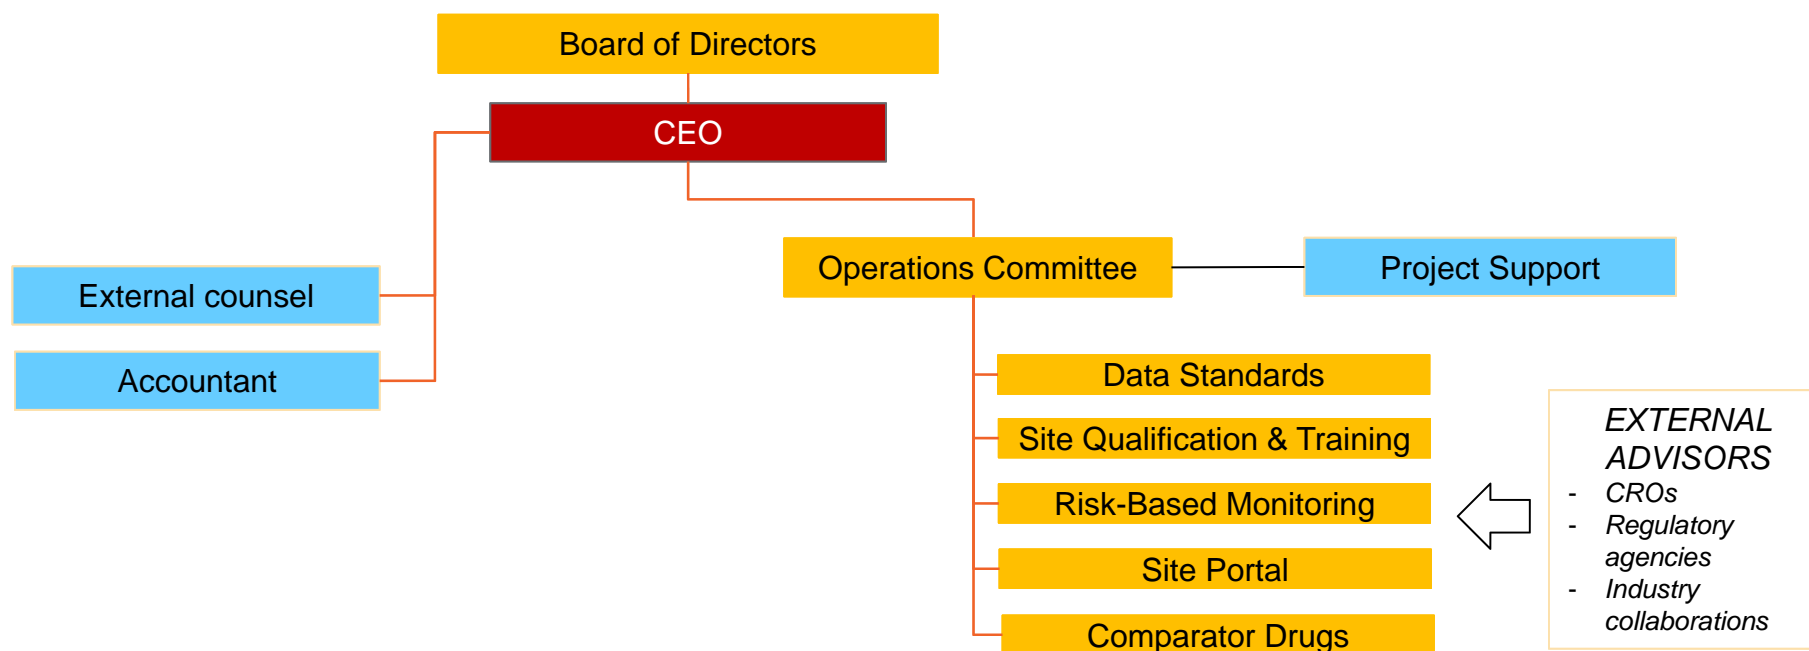 Board of Directors
CEO
Operations Committee
Project Support
External counsel
Accountant
Data Standards
Site Qualification & Training
Risk-Based Monitoring
Site Portal
Comparator Drugs
EXTERNAL
ADVISORS
- CROs
- Regulatory
agencies
- Industry
collaborations